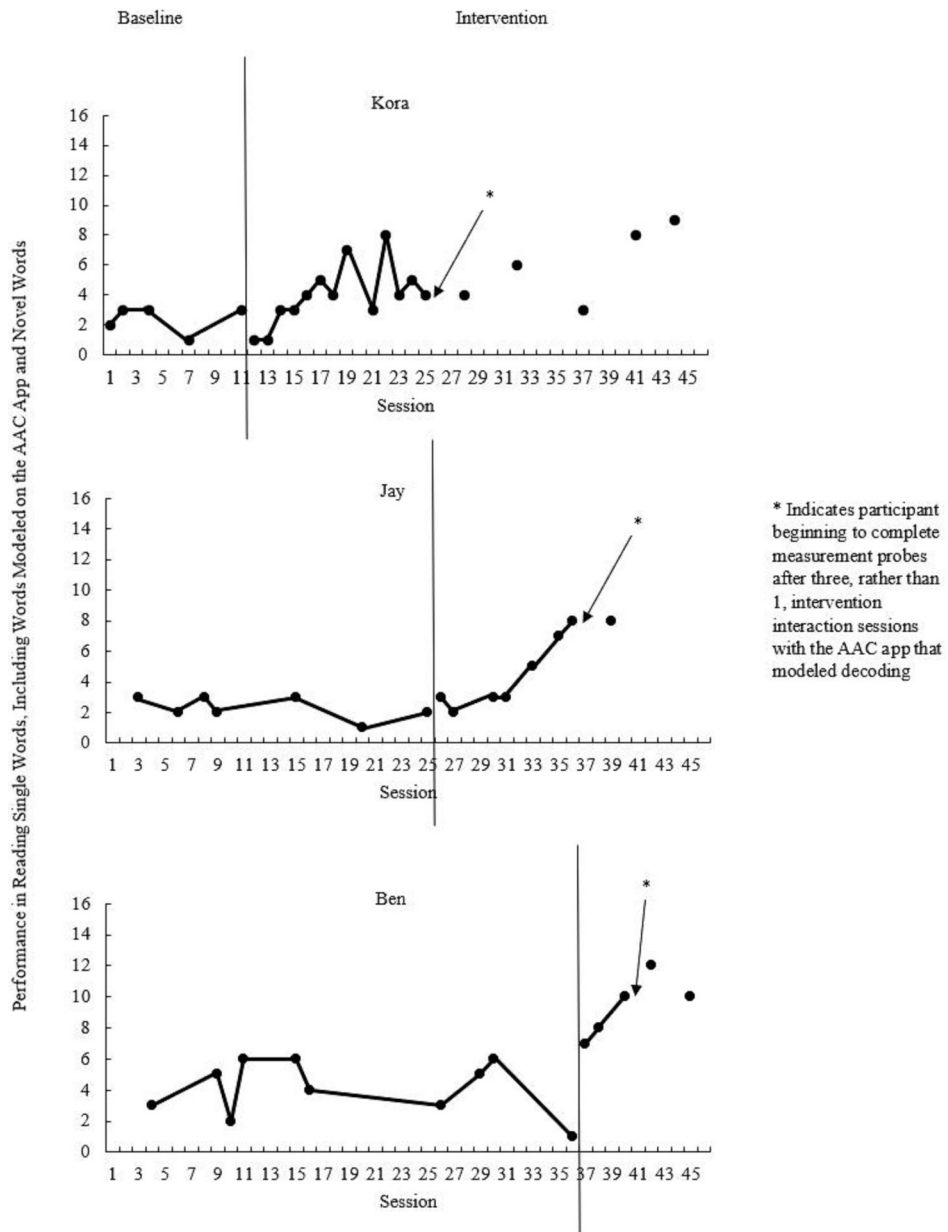 Baseline Intervention
Performance in Reading Single Words, Including Words Modeled on the AAC App and Novel Words
Kora
16
14
12
10
8
6
4
2
0
*
1 3 5 7 9 11 13 15 17 19 21 23 25 27 29 31 33 35 37 39 41 43 45
Session
Jay
16
14
12
10
8
6
4
2
0
*
1 3 5 7 9 11 13 15 17 19 21 23 25 27 29 31 33 35 37 39 41 43 45
Session
* Indicates participant
beginning to complete
measurement probes
after three, rather than
1, intervention
interaction sessions
with the AAC app that
modeled decoding
Ben
16
14
12
10
8
6
4
2
0
*
1 3 5 7 9 11 13 15 17 19 21 23 25 27 29 31 33 35 37 39 41 43 45
Session